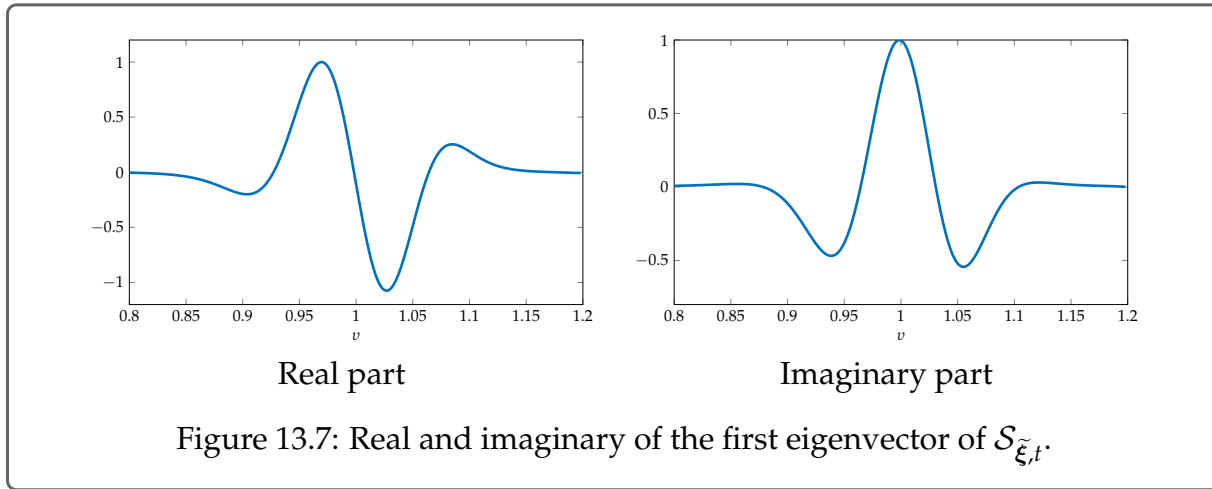 1
0.5
0
−0.5
−1
0.8 0.85 0.9 0.95 1 1.05 1.1 1.15 1.2
v
Real part
1
0.5
0
−0.5
0.8 0.85 0.9 0.95 1 1.05 1.1 1.15 1.2
v
Imaginary part
Figure 13.7: Real and imaginary of the first eigenvector of 𝒮_{ξ̃,t}.